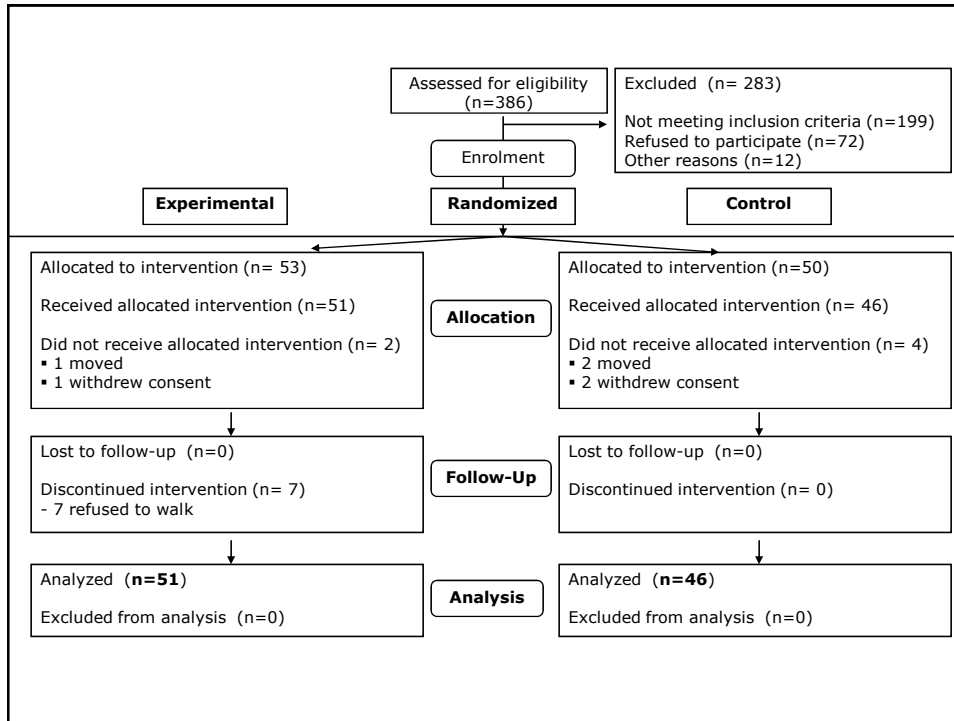 Assessed for eligibility
(n=386)
Excluded (n= 283)
Not meeting inclusion criteria (n=199)
Refused to participate (n=72)
Other reasons (n=12)
Enrolment
Experimental
Randomized
Control
Allocated to intervention (n= 53)
Received allocated intervention (n=51)
Did not receive allocated intervention (n= 2)
▪ 1 moved
▪ 1 withdrew consent
Allocation
Allocated to intervention (n=50)
Received allocated intervention (n= 46)
Did not receive allocated intervention (n= 4)
▪ 2 moved
▪ 2 withdrew consent
Lost to follow-up (n=0)
Discontinued intervention (n= 7)
- 7 refused to walk
Follow-Up
Lost to follow-up (n=0)
Discontinued intervention (n= 0)
Analyzed (n=51)
Excluded from analysis (n=0)
Analysis
Analyzed (n=46)
Excluded from analysis (n=0)